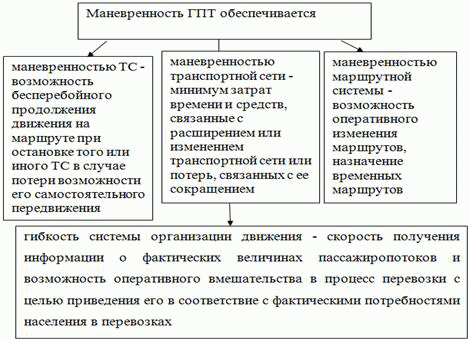 Маневренность ГПТ обеспечивается
маневренностью ТС -
возможность
бесперебойного
продолжения
движения на
маршруте при
остановке того или
иного ТС в случае
потери возможности
его самостоятельного
передвижения
маневренностью
транспортной сети -
минимум затрат
времени и средств,
связанные с
расширением или
изменением
транспортной сети или
потерь, связанных с ее
сокращением
маневренностью
маршрутной
системы -
возможность
оперативного
изменения
маршрутов,
назначение
временных
маршрутов
гибкость системы организации движения - скорость получения
информации о фактических величинах пассажиропотоков и
возможность оперативного вмешательства в процесс перевозки с
целью приведения его в соответствие с фактическими потребностями
населения в перевозках